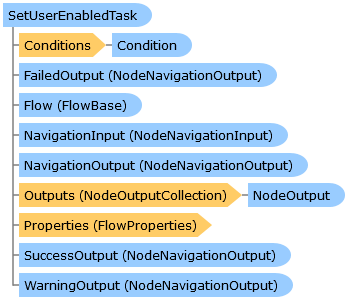 SetUserEnabledTask
Conditions Condition
FailedOutput (NodeNavigationOutput)
Flow (FlowBase)
NavigationInput (NodeNavigationInput)
NavigationOutput (NodeNavigationOutput)
Outputs (NodeOutputCollection) NodeOutput
Properties (FlowProperties)
SuccessOutput (NodeNavigationOutput)
WarningOutput (NodeNavigationOutput)